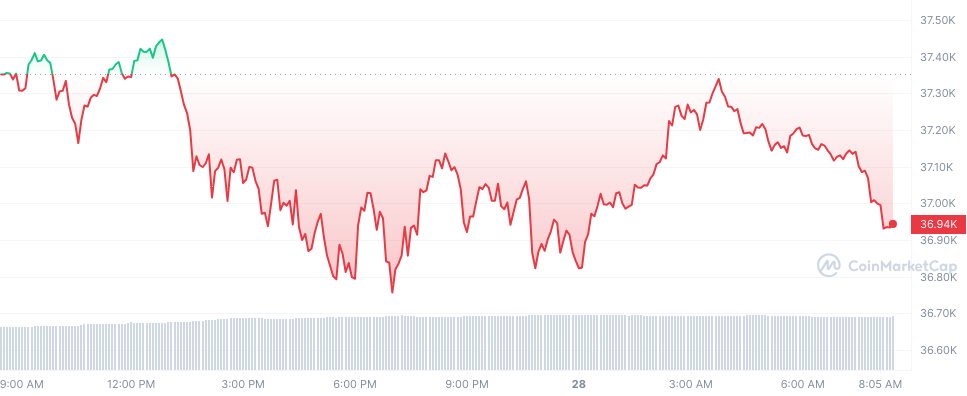 37.50K
37.40K
37.30K
37.20K
37.10K
37.00K
36.94K
36.90K
36.80K
36.70K
36.60K
CoinMarketCap
9:00 AM 12:00 PM 3:00 PM 6:00 PM 9:00 PM 28 3:00 AM 6:00 AM 8:05 AM